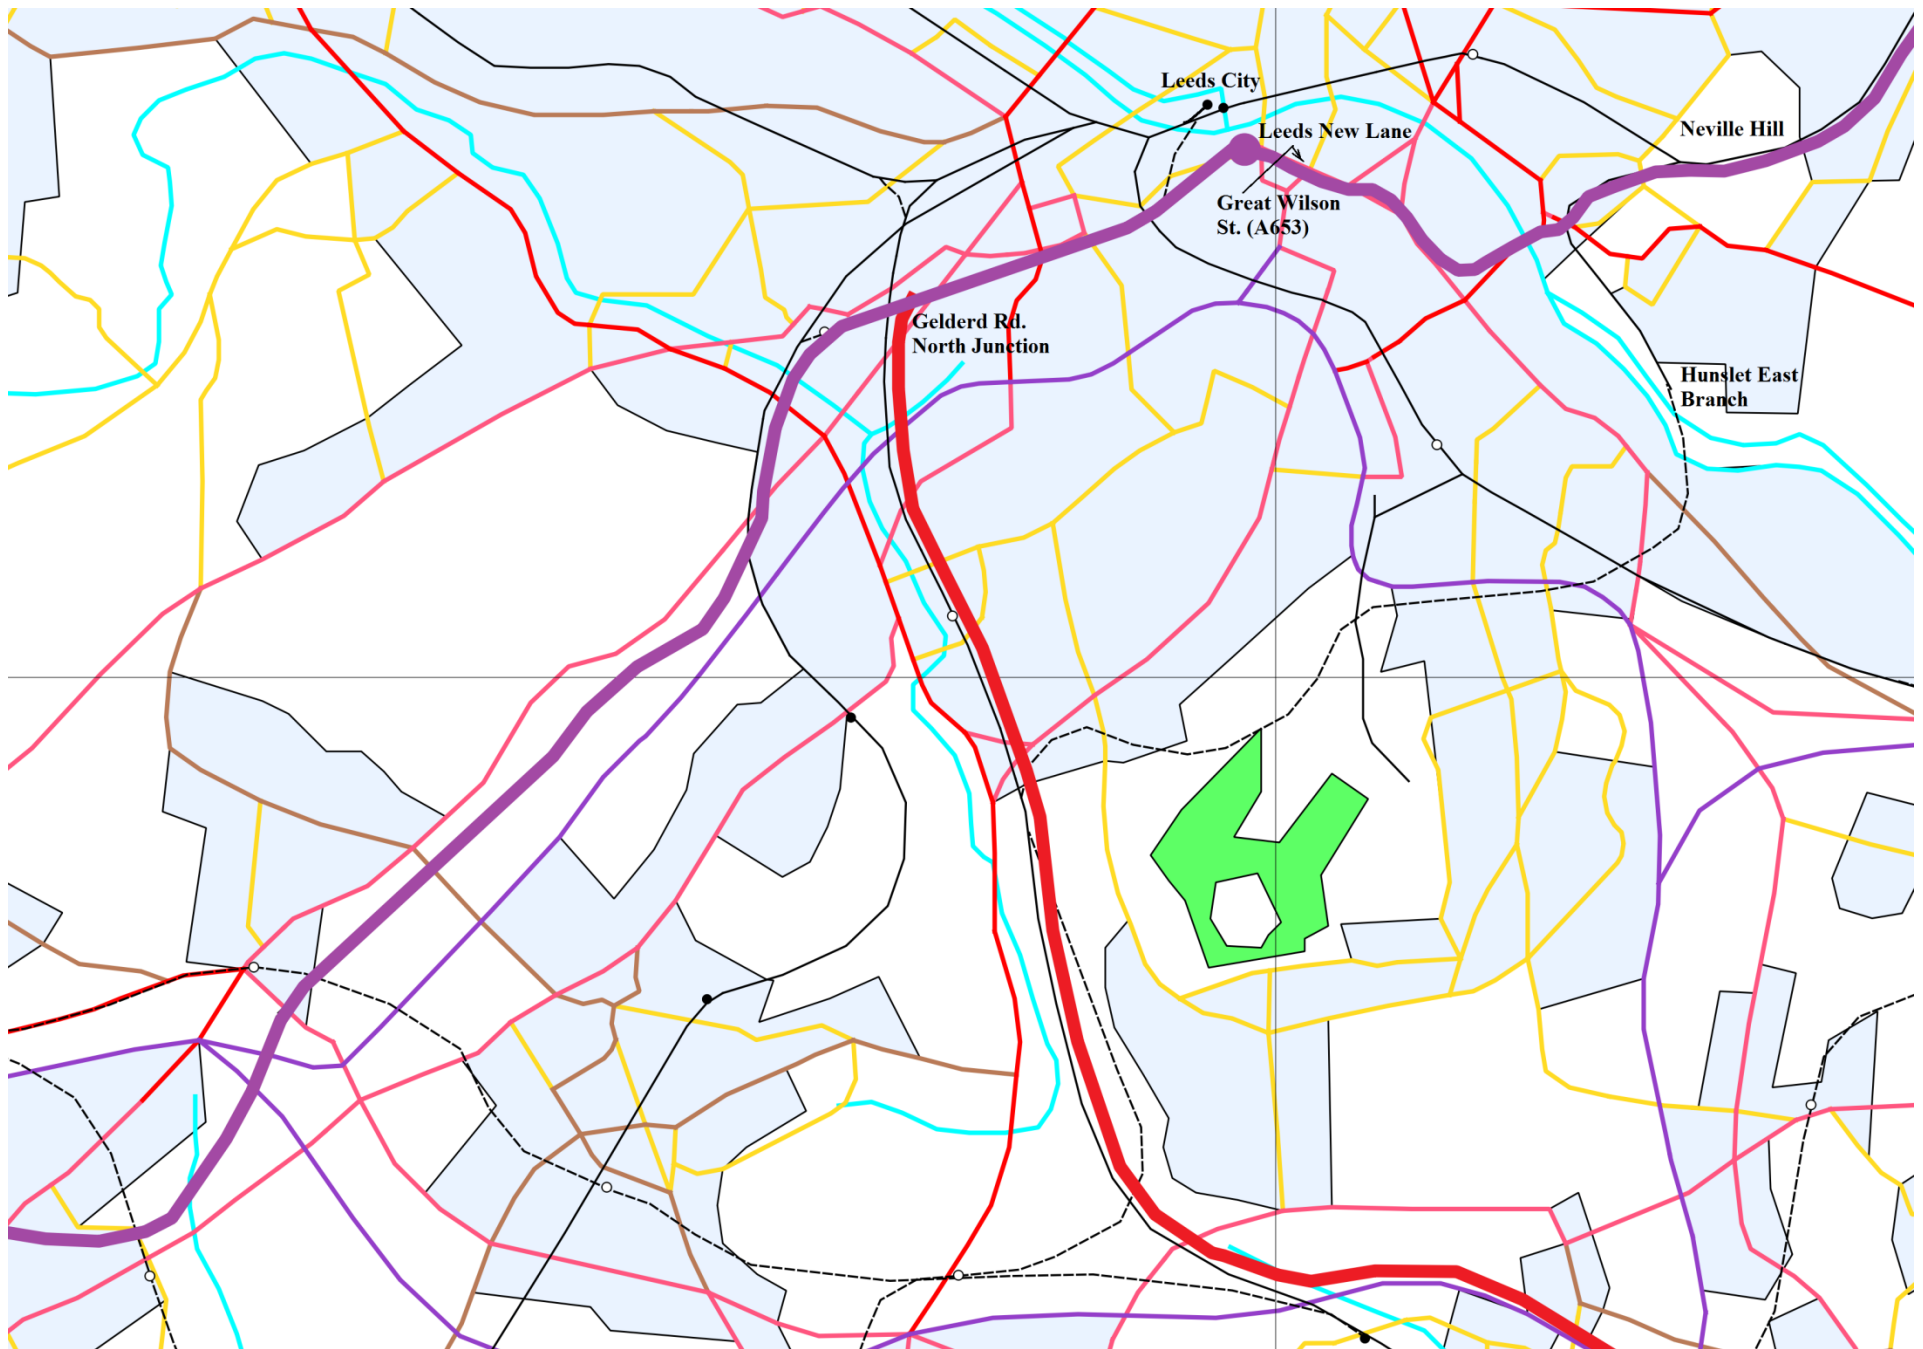 Leeds City
Leeds New Lane
Neville Hill
Great Wilson
St. (A653)
Gelderd Rd.
North Junction
Hunslet East
Branch